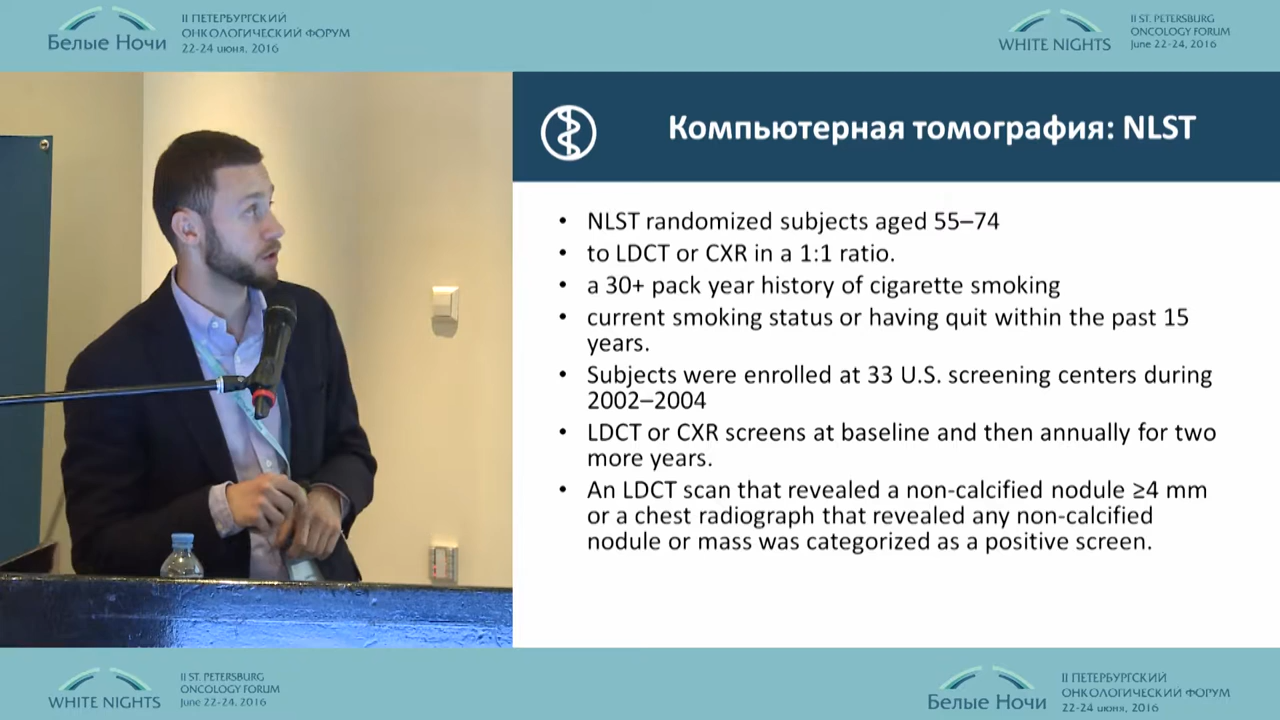 Белые Ночи
II ПЕТЕРБУРГСКИЙ
ОНКОЛОГИЧЕСКИЙ ФОРУМ
22-24 июня, 2016
WHITE NIGHTS
II ST. PETERSBURG
ONCOLOGY FORUM
June 22-24, 2016
Компьютерная томография: NLST
• NLST randomized subjects aged 55–74
• to LDCT or CXR in a 1:1 ratio.
• a 30+ pack year history of cigarette smoking
• current smoking status or having quit within the past 15
years.
• Subjects were enrolled at 33 U.S. screening centers during
2002–2004
• LDCT or CXR screens at baseline and then annually for two
more years.
• An LDCT scan that revealed a non-calcified nodule ≥4 mm
or a chest radiograph that revealed any non-calcified
nodule or mass was categorized as a positive screen.
WHITE NIGHTS
II ST. PETERSBURG
ONCOLOGY FORUM
June 22-24, 2016
Белые Ночи
II ПЕТЕРБУРГСКИЙ
ОНКОЛОГИЧЕСКИЙ ФОРУМ
22-24 июня, 2016